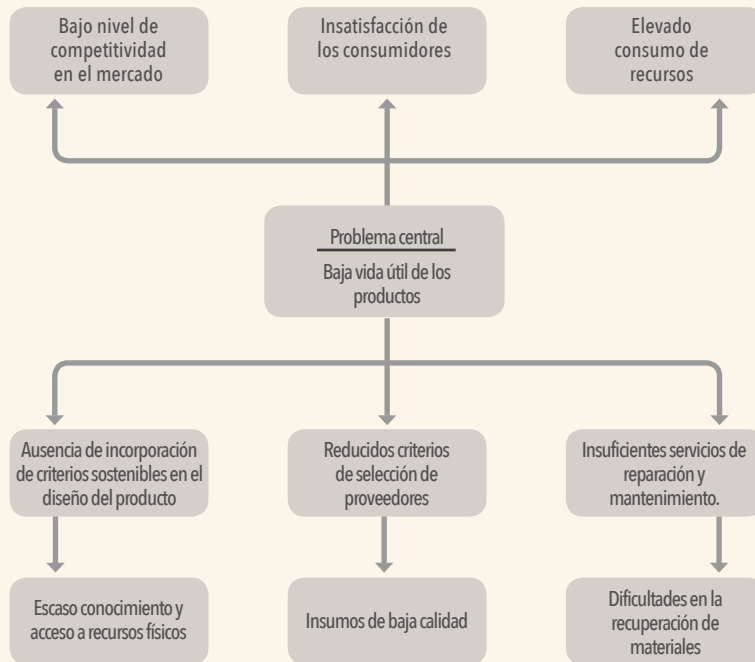 Bajo nivel de
competitividad
en el mercado
Insatisfacción de
los consumidores
Elevado
consumo de
recursos
Problema central
Baja vida útil de los
productos
Ausencia de incorporación
de criterios sostenibles en el
diseño del producto
Reducidos criterios
de selección de
proveedores
Insuficientes servicios de
reparación y
mantenimiento.
Escaso conocimiento y
acceso a recursos físicos
Insumos de baja calidad
Dificultades en la
recuperación de
materiales